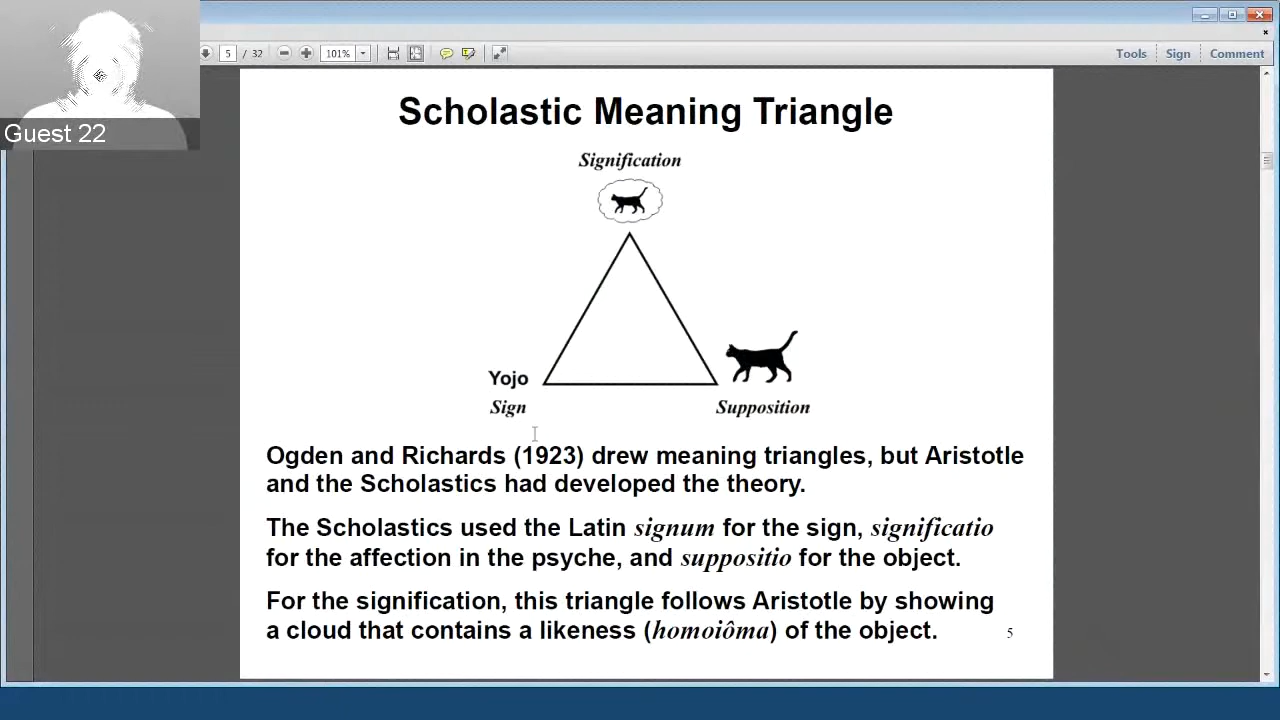 5 / 32
101%
Tools
Sign
Comment
Guest 22
Scholastic Meaning Triangle
Signification
Yojo
Sign
Supposition
Ogden and Richards (1923) drew meaning triangles, but Aristotle
and the Scholastics had developed the theory.
The Scholastics used the Latin signum for the sign, significatio
for the affection in the psyche, and suppositio for the object.
For the signification, this triangle follows Aristotle by showing
a cloud that contains a likeness (homoiôma) of the object.
5